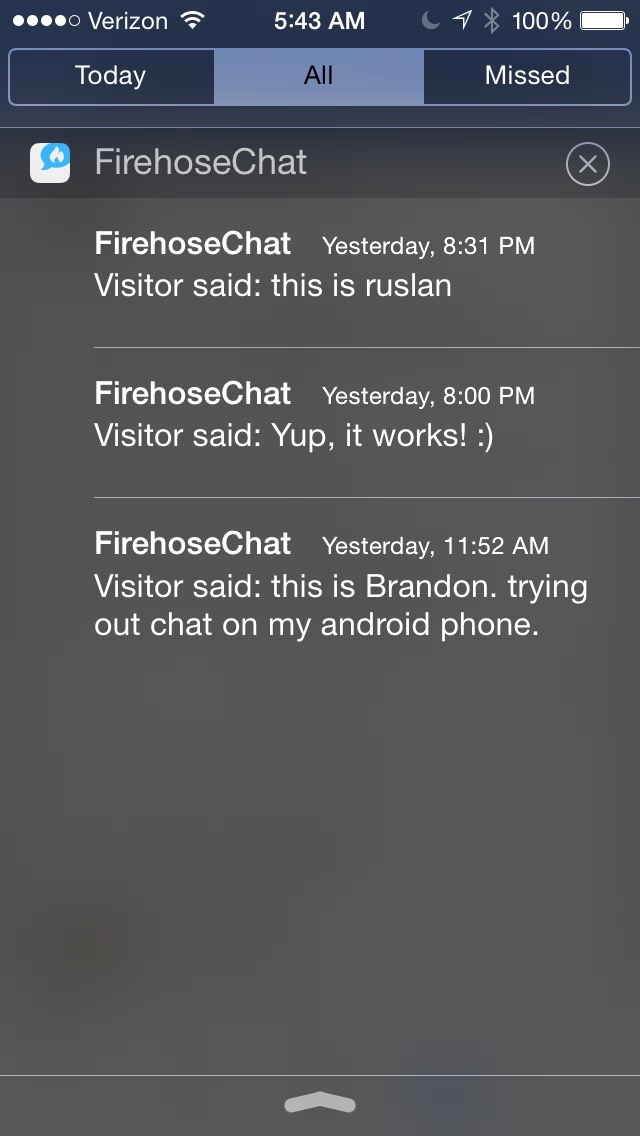 Verizon 5:43 AM 100%
Today All Missed
FirehoseChat
FirehoseChat Yesterday, 8:31 PM
Visitor said: this is ruslan
FirehoseChat Yesterday, 8:00 PM
Visitor said: Yup, it works! :)
FirehoseChat Yesterday, 11:52 AM
Visitor said: this is Brandon. trying
out chat on my android phone.